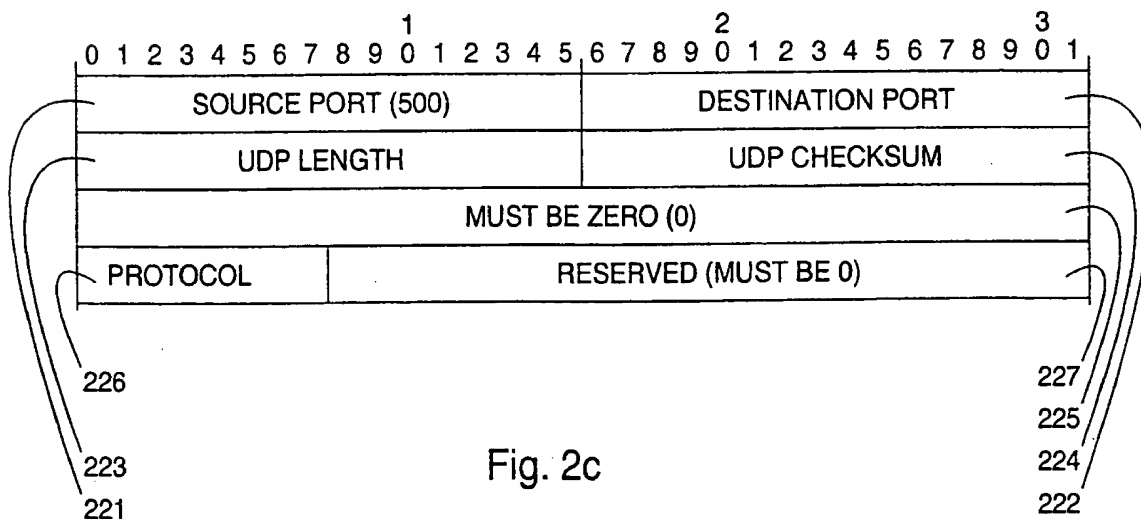 1 2 3
0 1 2 3 4 5 6 7 8 9 0 1 2 3 4 5 6 7 8 9 0 1 2 3 4 5 6 7 8 9 0 1
SOURCE PORT (500) DESTINATION PORT
UDP LENGTH UDP CHECKSUM
MUST BE ZERO (0)
PROTOCOL RESERVED (MUST BE 0)
226 227
225
223 Fig. 2c 224
221 222